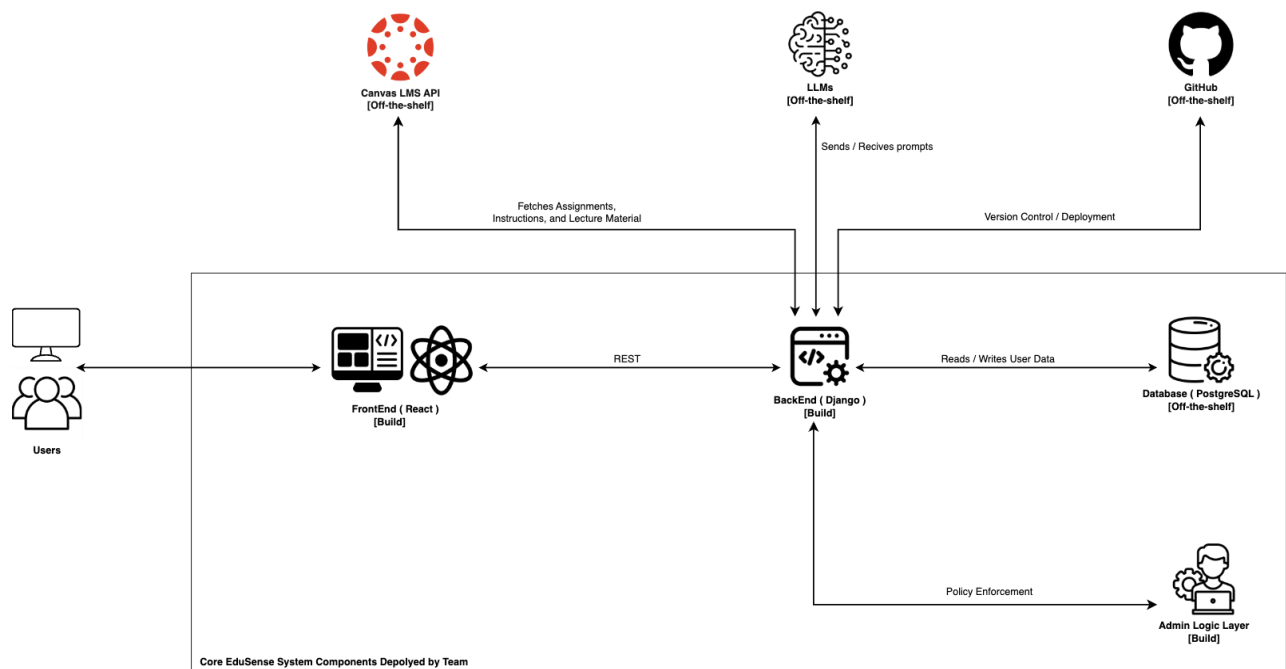 Canvas LMS API
[Off-the-shelf]
LLMs
[Off-the-shelf]
GitHub
[Off-the-shelf]
Sends / Recives prompts
Fetches Assignments,
Instructions, and Lecture Material
Version Control / Deployment
Users
FrontEnd ( React )
[Build]
REST
BackEnd ( Django )
[Build]
Reads / Writes User Data
Database ( PostgreSQL )
[Off-the-shelf]
Policy Enforcement
Admin Logic Layer
[Build]
Core EduSense System Components Depolyed by Team